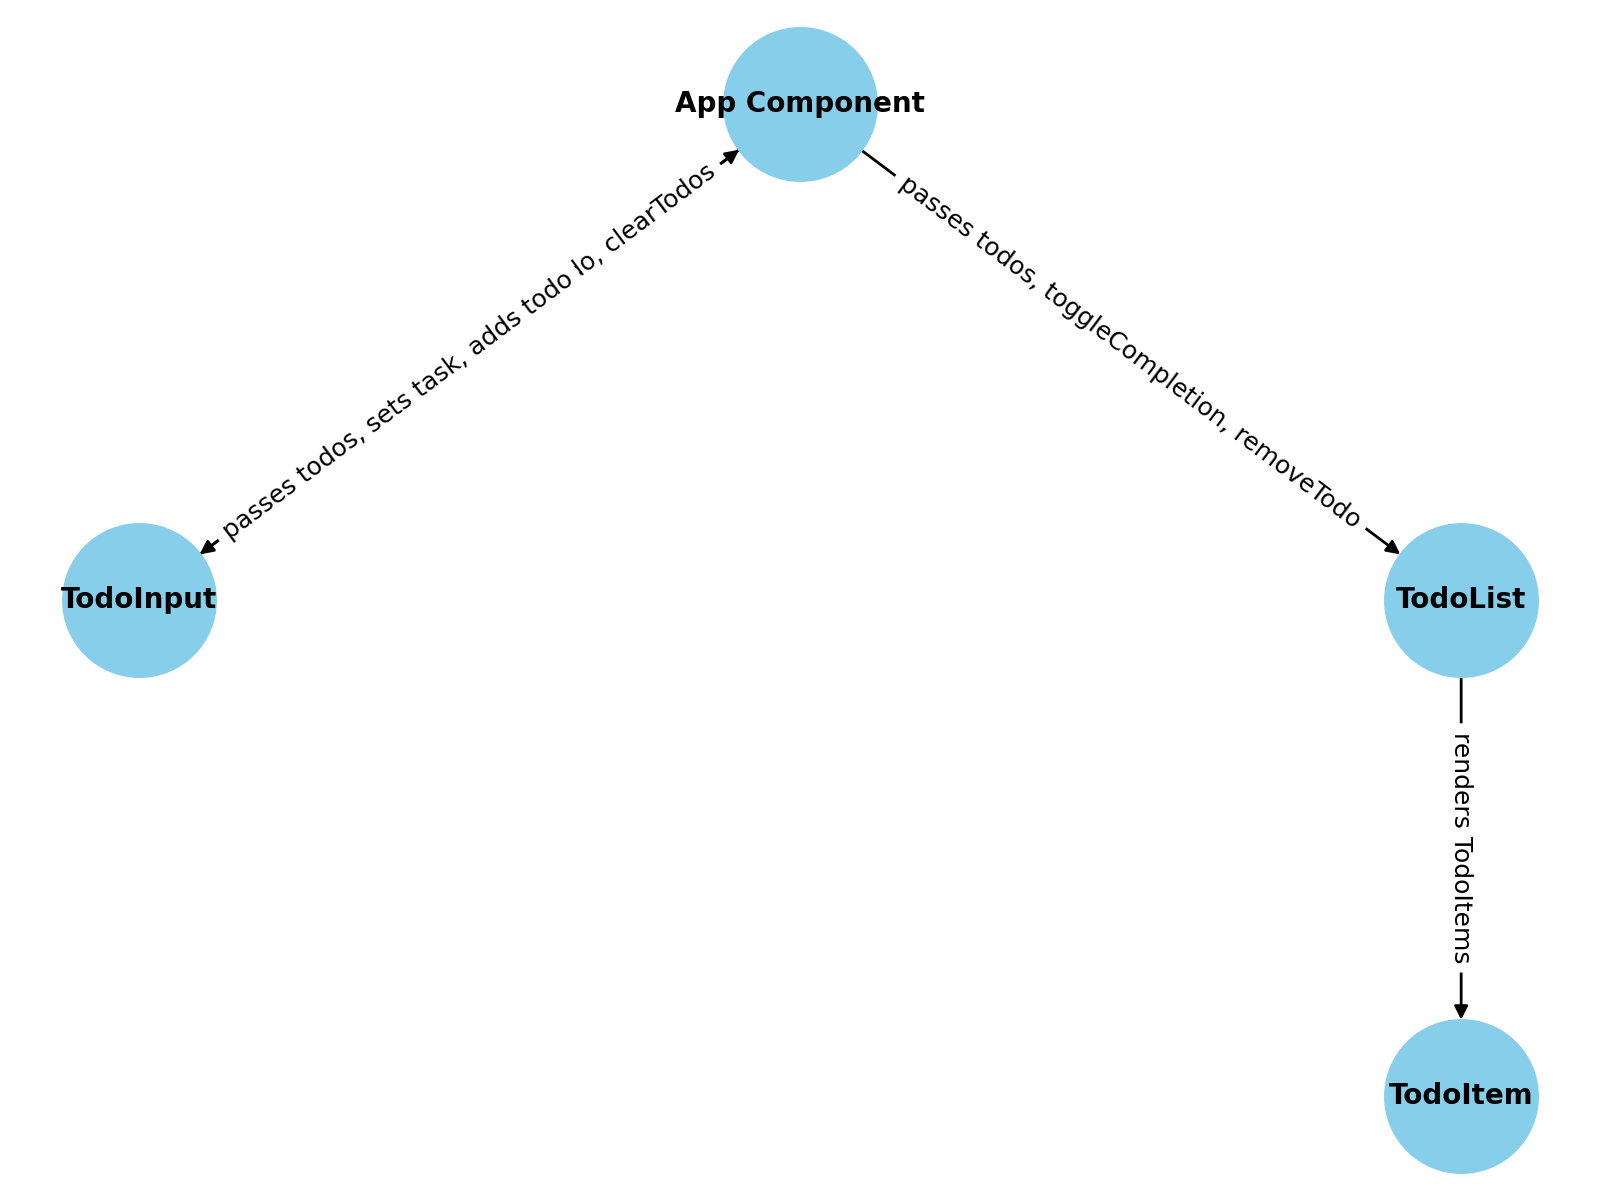 App Component
passes todos, sets task, adds todo lo, clearTodos
passes todos, toggleCompletion, removeTodo
TodoInput
TodoList
renders TodoItems
TodoItem